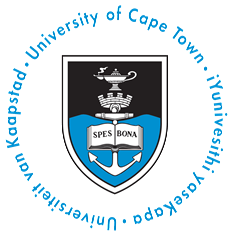 University of Cape Town · iYunivesithi yaseKapa · Universiteit van Kaapstad ·
SPES BONA